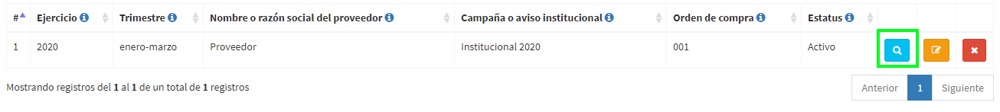 # Ejercicio Trimestre Nombre o razón social del proveedor Campaña o aviso institucional Orden de compra Estatus
1 2020 enero-marzo Proveedor Institucional 2020 001 Activo
Mostrando registros del 1 al 1 de un total de 1 registros Anterior 1 Siguiente